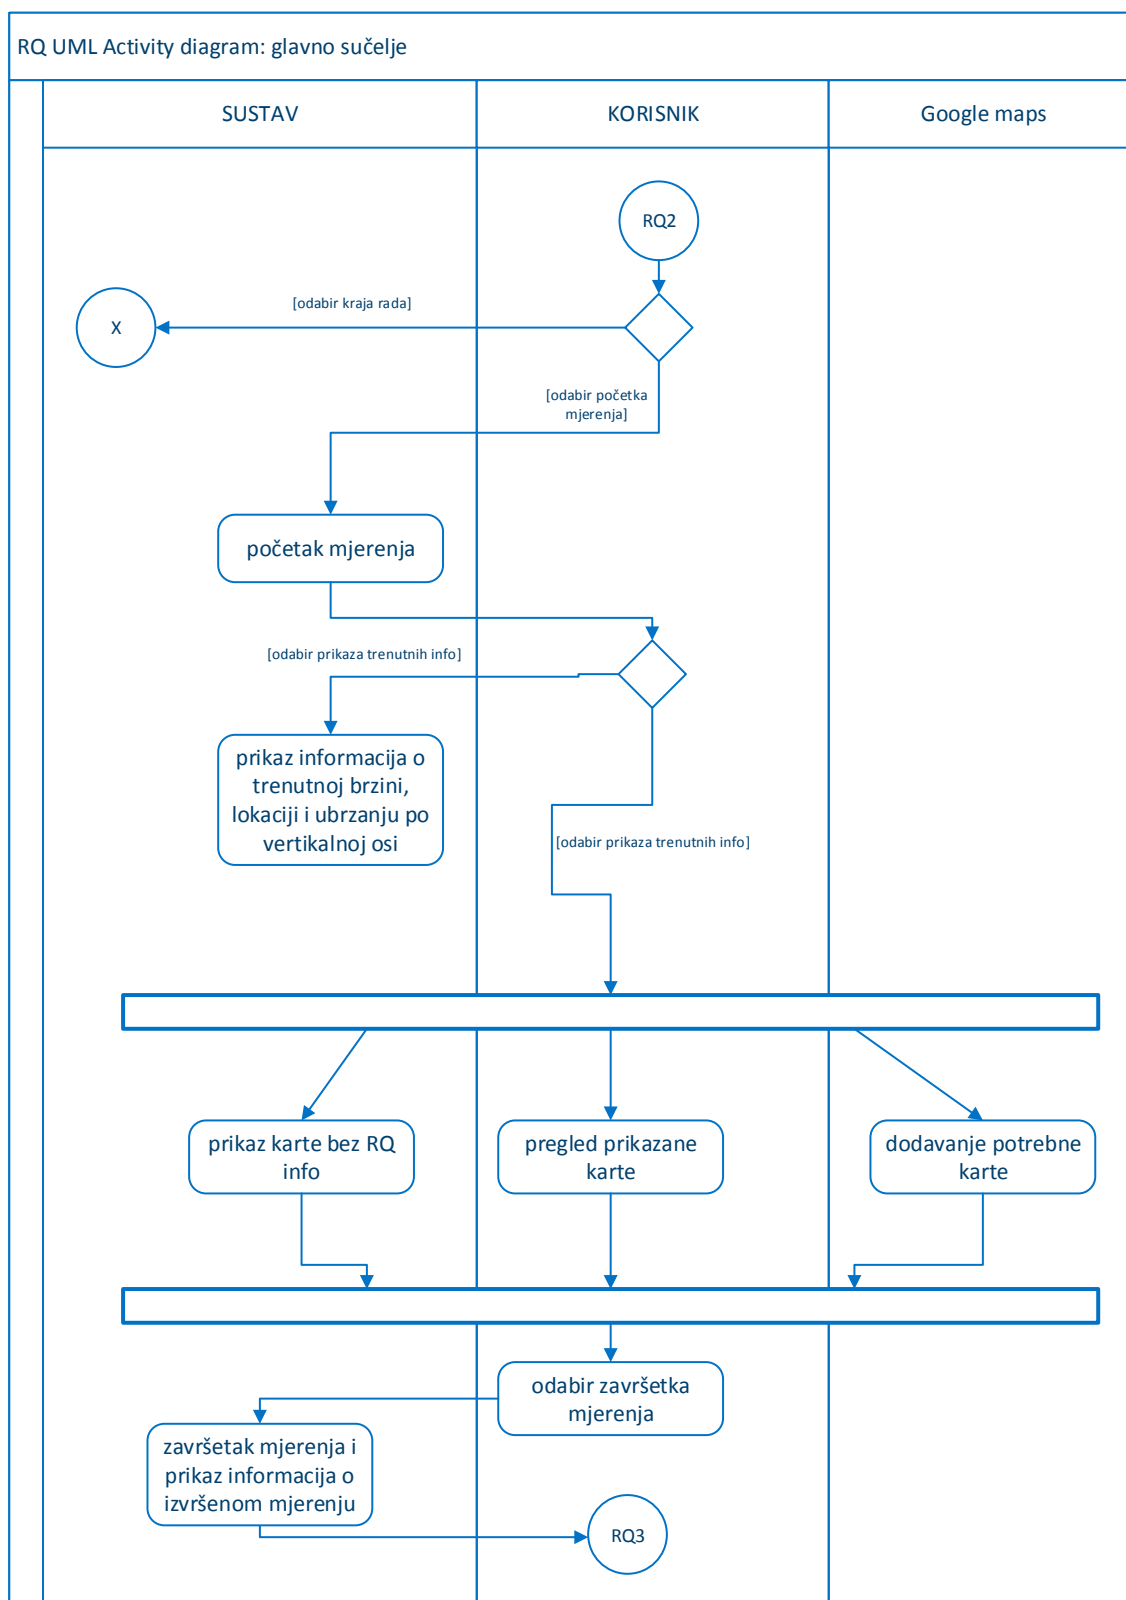 RQ UML Activity diagram: glavno sučelje
SUSTAV
KORISNIK
Google maps
RQ2
[odabir kraja rada]
X
[odabir početka
mjerenja]
početak mjerenja
[odabir prikaza trenutnih info]
prikaz informacija o
trenutnoj brzini,
lokaciji i ubrzanju po
vertikalnoj osi
[odabir prikaza trenutnih info]
prikaz karte bez RQ
info
pregled prikazane
karte
dodavanje potrebne
karte
odabir završetka
mjerenja
završetak mjerenja i
prikaz informacija o
izvršenom mjerenju
RQ3